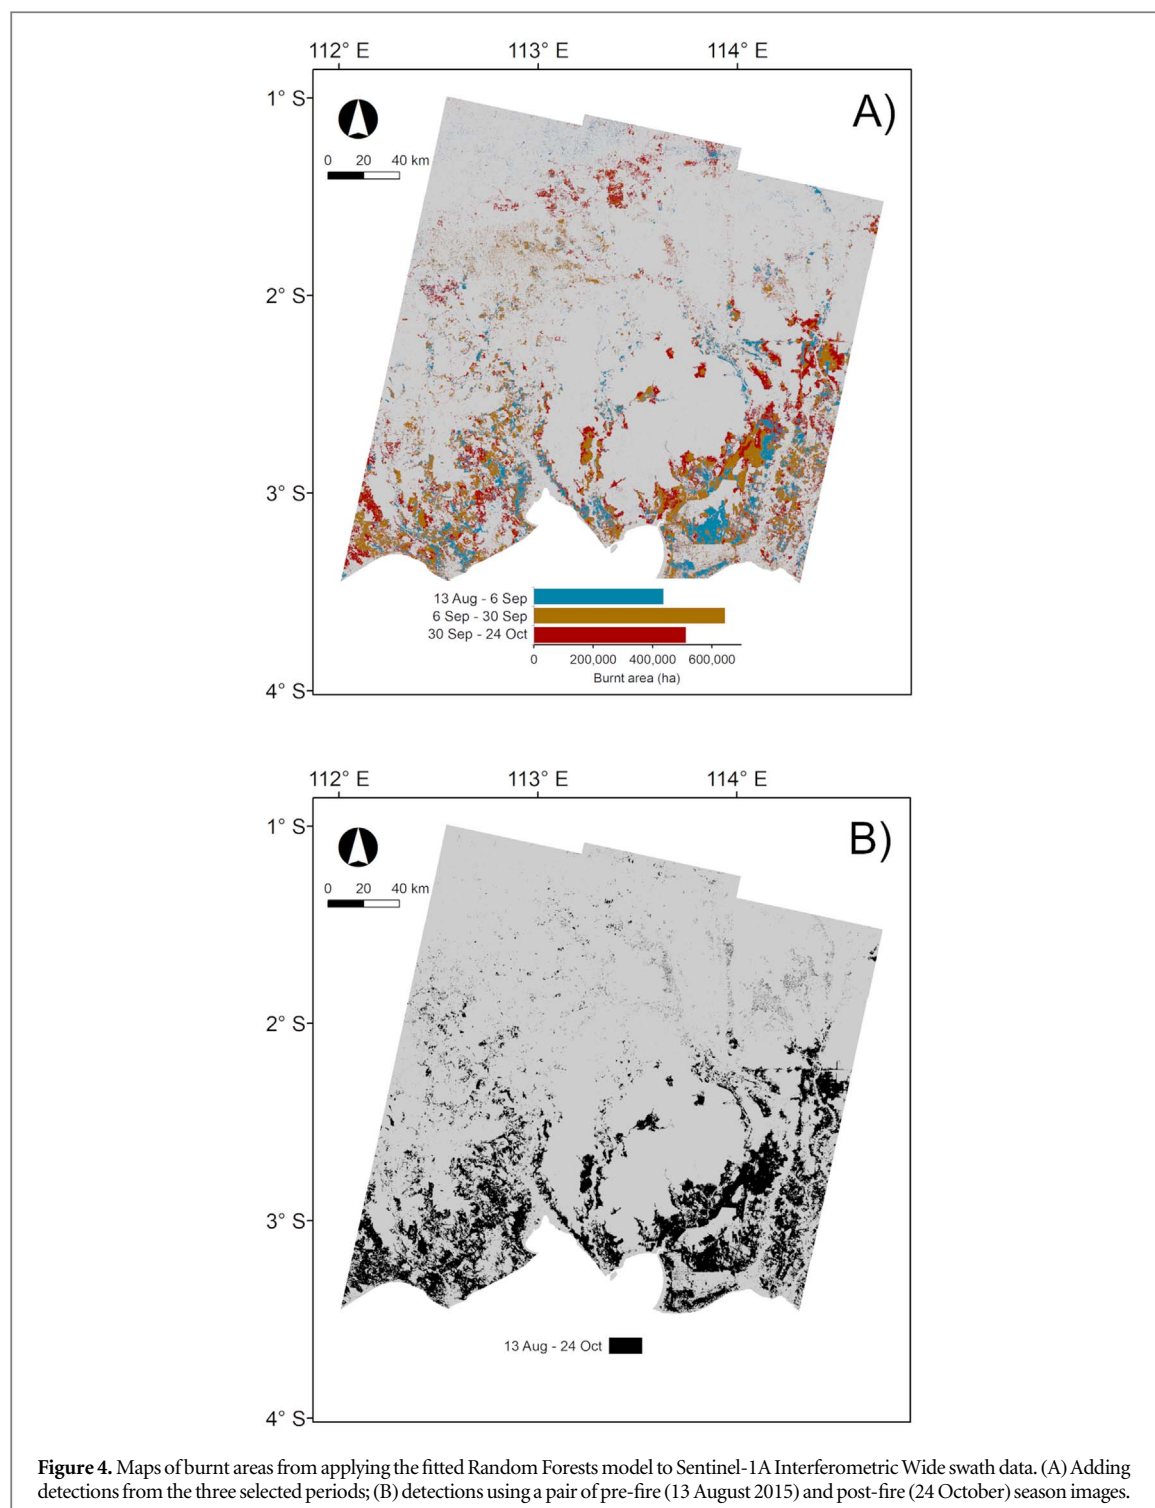 112° E 113° E 114° E
1° S
A)
0 20 40 km
2° S
3° S
13 Aug - 6 Sep
6 Sep - 30 Sep
30 Sep - 24 Oct
0 200,000 400,000 600,000
Burnt area (ha)
4° S
112° E 113° E 114° E
1° S
B)
0 20 40 km
2° S
3° S
13 Aug - 24 Oct
4° S
Figure 4. Maps of burnt areas from applying the fitted Random Forests model to Sentinel-1A Interferometric Wide swath data. (A) Adding
detections from the three selected periods; (B) detections using a pair of pre-fire (13 August 2015) and post-fire (24 October) season images.